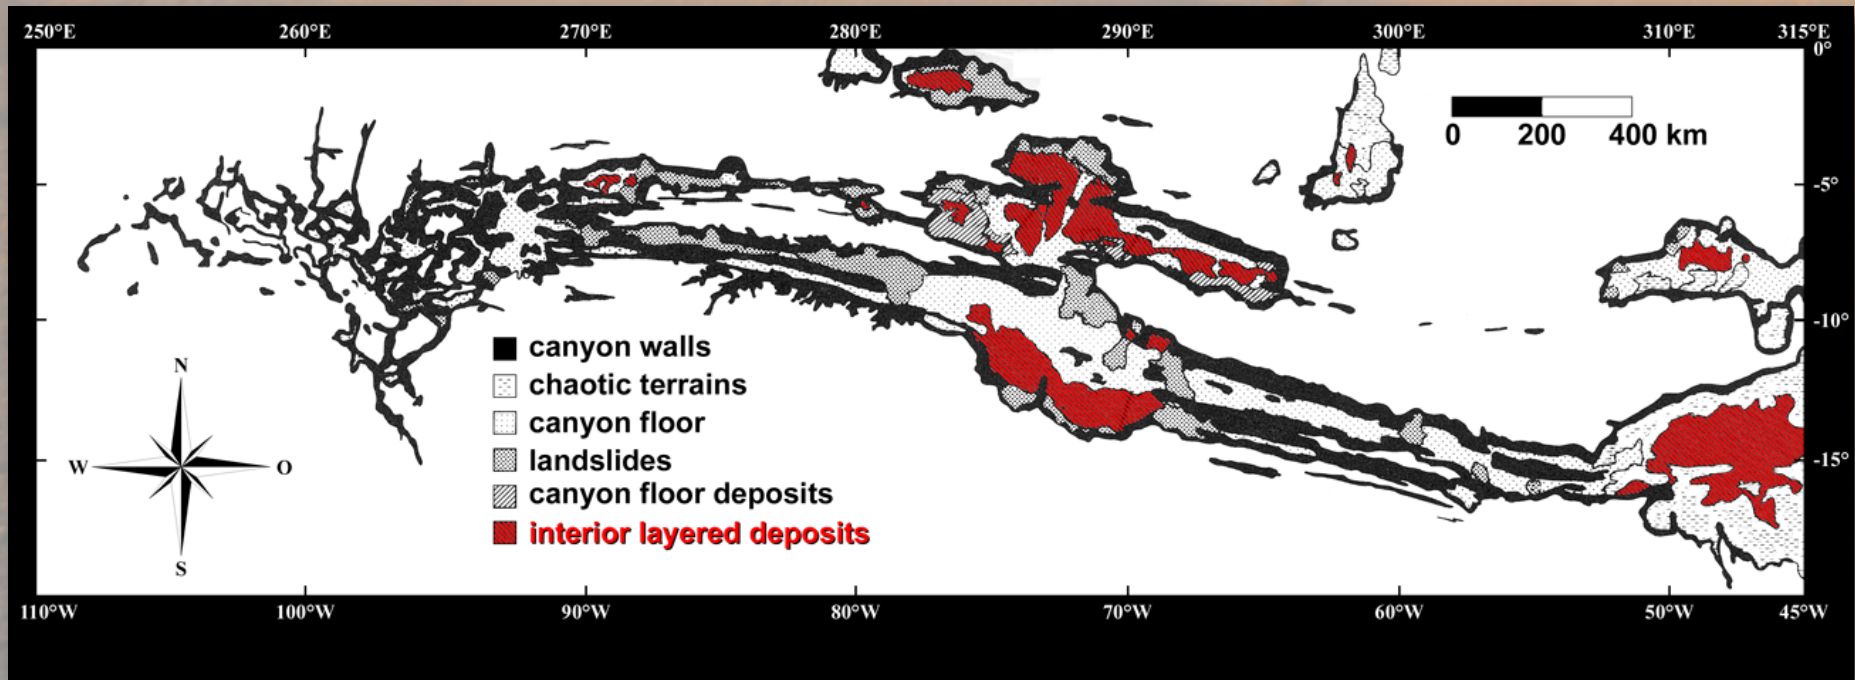 250°E 260°E 270°E 280°E 290°E 300°E 310°E 315°E
0°
0 200 400 km
-5°
-10°
canyon walls
chaotic terrains
canyon floor
landslides
canyon floor deposits
interior layered deposits
N
W O
S
-15°
110°W 100°W 90°W 80°W 70°W 60°W 50°W 45°W